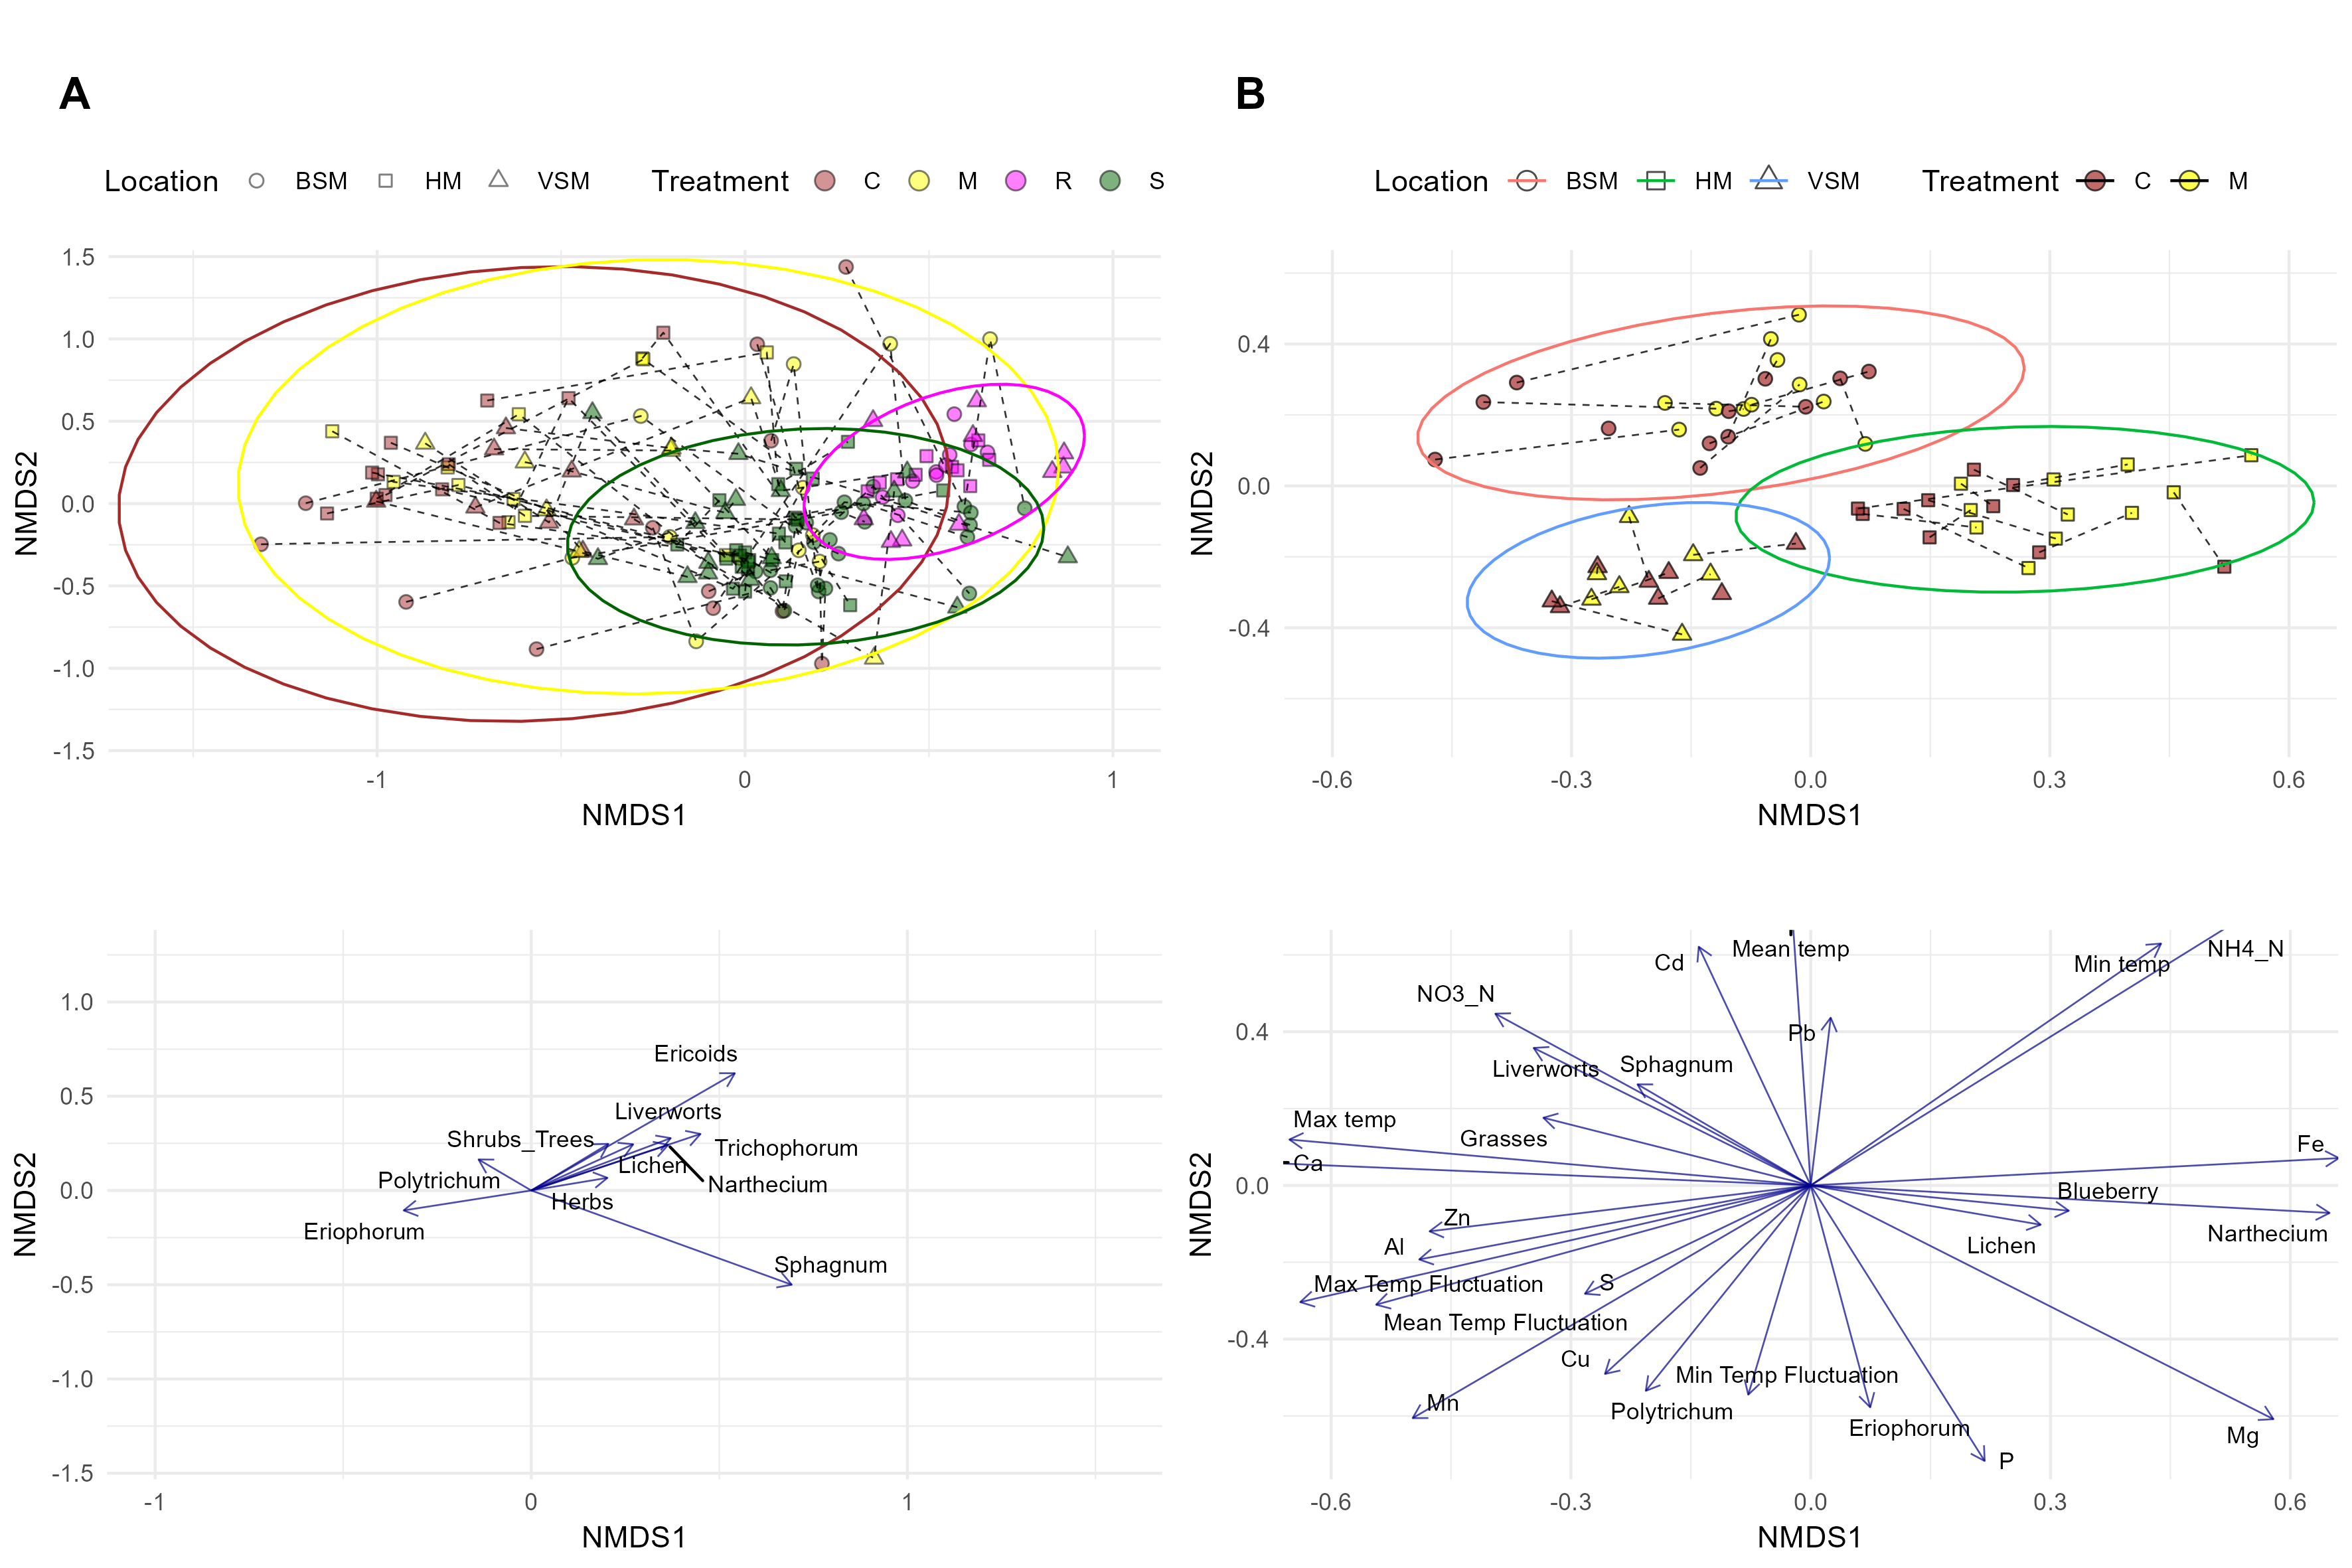 A
B
Location BSM HM VSM Treatment C M R S
Location BSM HM VSM Treatment C M
1.5
1.0
0.5
0.0
-0.5
-1.0
-1.5
NMDS2
-1 0 1
NMDS1
0.4
0.0
-0.4
NMDS2
-0.6 -0.3 0.0 0.3 0.6
NMDS1
1.0
0.5
0.0
-0.5
-1.0
-1.5
NMDS2
Ericoids
Liverworts
Shrubs_Trees
Trichophorum
Lichen
Polytrichum
Narthecium
Herbs
Eriophorum
Sphagnum
-1 0 1
NMDS1
0.4
0.0
-0.4
NMDS2
Mean temp
NH4_N
Cd
Min temp
NO3_N
Pb
Sphagnum
Liverworts
Max temp
Grasses
Fe
Ca
Blueberry
Zn
Narthecium
Al
Lichen
S
Max Temp Fluctuation
Mean Temp Fluctuation
Cu
Min Temp Fluctuation
Mn
Polytrichum
Eriophorum
Mg
P
-0.6 -0.3 0.0 0.3 0.6
NMDS1